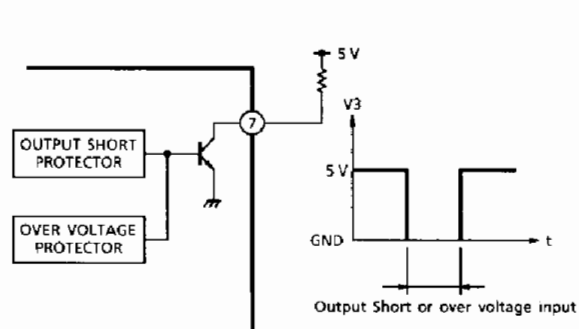 5 V
7
OUTPUT SHORT
PROTECTOR
OVER VOLTAGE
PROTECTOR
V3
5 V
GND
t
Output Short or over voltage input